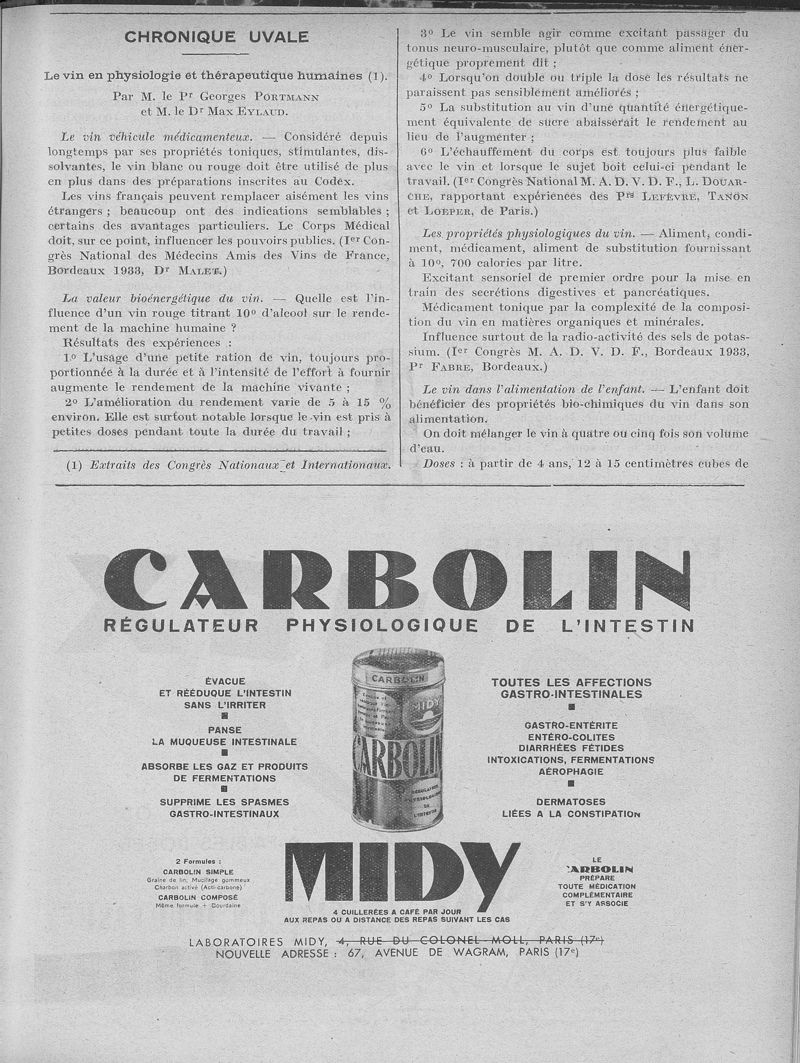 CHRONIQUE UVALE
Le vin en physiologie et thérapeutique humaines (1).
Par M. le Pr Georges PORTMANN
et M. le Dr Max EYLAUD.
Le vin véhicule médicamenteux. — Considéré depuis
longtemps par ses propriétés toniques, stimulantes, dis-
solvantes, le vin blanc ou rouge doit être utilisé de plus
en plus dans des préparations inscrites au Codex.
Les vins français peuvent remplacer aisément les vins
étrangers ; beaucoup ont des indications semblables ;
certains des avantages particuliers. Le Corps Médical
doit, sur ce point, influencer les pouvoirs publics. (Ier Con-
grès National des Médecins Amis des Vins de France,
Bordeaux 1933, Dr MALET.)
La valeur bioénergétique du vin. — Quelle est l'in-
fluence d'un vin rouge titrant 10° d'alcool sur le rende-
ment de la machine humaine ?
Résultats des expériences :
1° L'usage d'une petite ration de vin, toujours pro-
portionnée à la durée et à l'intensité de l'effort à fournir
augmente le rendement de la machine vivante ;
2° L'amélioration du rendement varie de 5 à 15 %
environ. Elle est surtout notable lorsque le vin est pris à
petites doses pendant toute la durée du travail ;
(1) Extraits des Congrès Nationaux et Internationaux.
3° Le vin semble agir comme excitant passager du
tonus neuro-musculaire, plutôt que comme aliment éner-
gétique proprement dit ;
4° Lorsqu'on double ou triple la dose les résultats ne
paraissent pas sensiblement améliorés ;
5° La substitution au vin d'une quantité énergétique-
ment équivalente de sucre abaisserait le rendement au
lieu de l'augmenter ;
6° L'échauffement du corps est toujours plus faible
avec le vin et lorsque le sujet boit celui-ci pendant le
travail. (Ier Congrès National M. A. D. V. D. F., L. DOUAR-
CHE, rapportant expériences des Prs LEFÈVRE, TANON
et LOEPER, de Paris.)
Les propriétés physiologiques du vin. — Aliment, condi-
ment, médicament, aliment de substitution fournissant
à 10°, 700 calories par litre.
Excitant sensoriel de premier ordre pour la mise en
train des secrétions digestives et pancréatiques.
Médicament tonique par la complexité de la composi-
tion du vin en matières organiques et minérales.
Influence surtout de la radio-activité des sels de potas-
sium. (Ier Congrès M. A. D. V. D. F., Bordeaux 1933,
Pr FABRE, Bordeaux.)
Le vin dans l'alimentation de l'enfant. — L'enfant doit
bénéficier des propriétés bio-chimiques du vin dans son
alimentation.
On doit mélanger le vin à quatre ou cinq fois son volume
d'eau.
Doses : à partir de 4 ans, 12 à 15 centimètres cubes de
CARBOLIN
RÉGULATEUR PHYSIOLOGIQUE DE L'INTESTIN
ÉVACUE
ET RÉÉDUQUE L'INTESTIN
SANS L'IRRITER
PANSE
LA MUQUEUSE INTESTINALE
ABSORBE LES GAZ ET PRODUITS
DE FERMENTATIONS
SUPPRIME LES SPASMES
GASTRO-INTESTINAUX
CARBOLIN
MIDY
CARBOLIN
RÉGULATEUR
PHYSIOLOGIQUE
DE
L'INTESTIN
TOUTES LES AFFECTIONS
GASTRO-INTESTINALES
GASTRO-ENTÉRITE
ENTÉRO-COLITES
DIARRHÉES FÉTIDES
INTOXICATIONS, FERMENTATIONS
AÉROPHAGIE
DERMATOSES
LIÉES A LA CONSTIPATION
2 Formules :
CARBOLIN SIMPLE
Graine de lin, Mucilage gommeux
Charbon activé (Acti-carbone)
CARBOLIN COMPOSÉ
Même formule + Bourdaine
MIDY
4 CUILLERÉES A CAFÉ PAR JOUR
AUX REPAS OU A DISTANCE DES REPAS SUIVANT LES CAS
LE
CARBOLIN
PRÉPARE
TOUTE MÉDICATION
COMPLÉMENTAIRE
ET S'Y ASSOCIE
LABORATOIRES MIDY, 4, RUE DU COLONEL-MOLL, PARIS (17e)
NOUVELLE ADRESSE : 67, AVENUE DE WAGRAM, PARIS (17e)